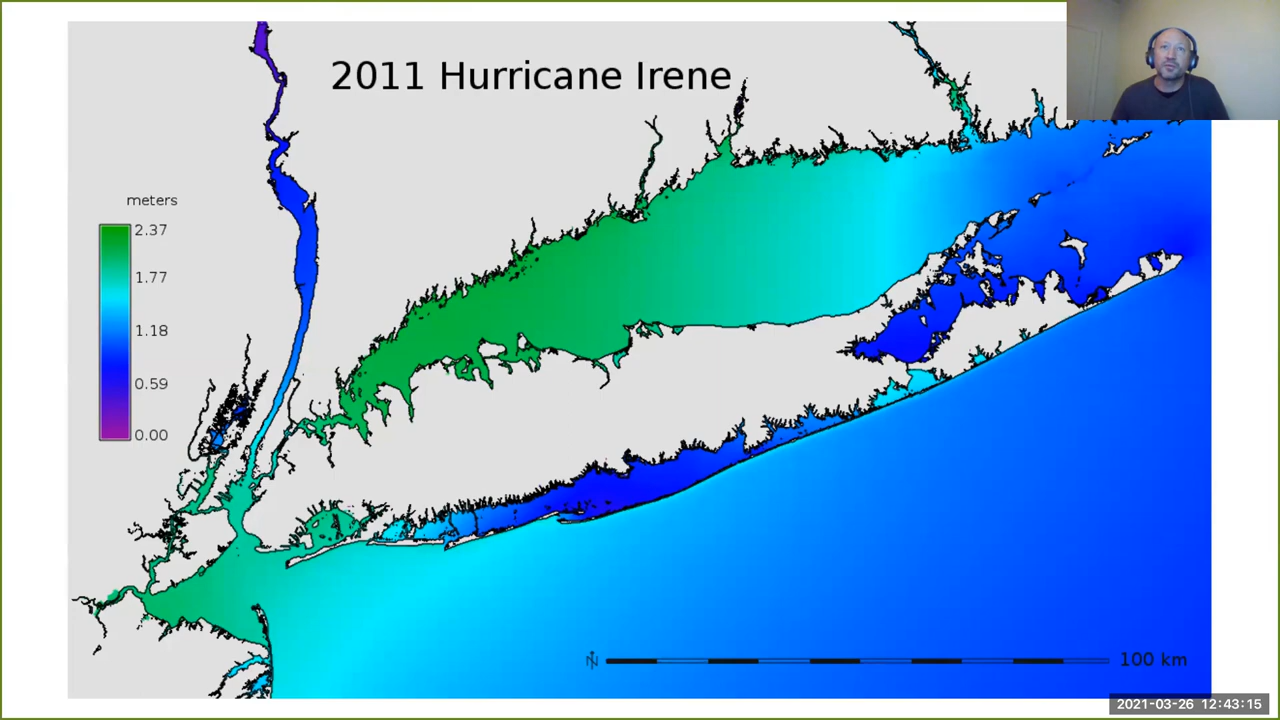 2011 Hurricane Irene
meters
2.37
1.77
1.18
0.59
0.00
N
100 km
2021-03-26 12:43:15